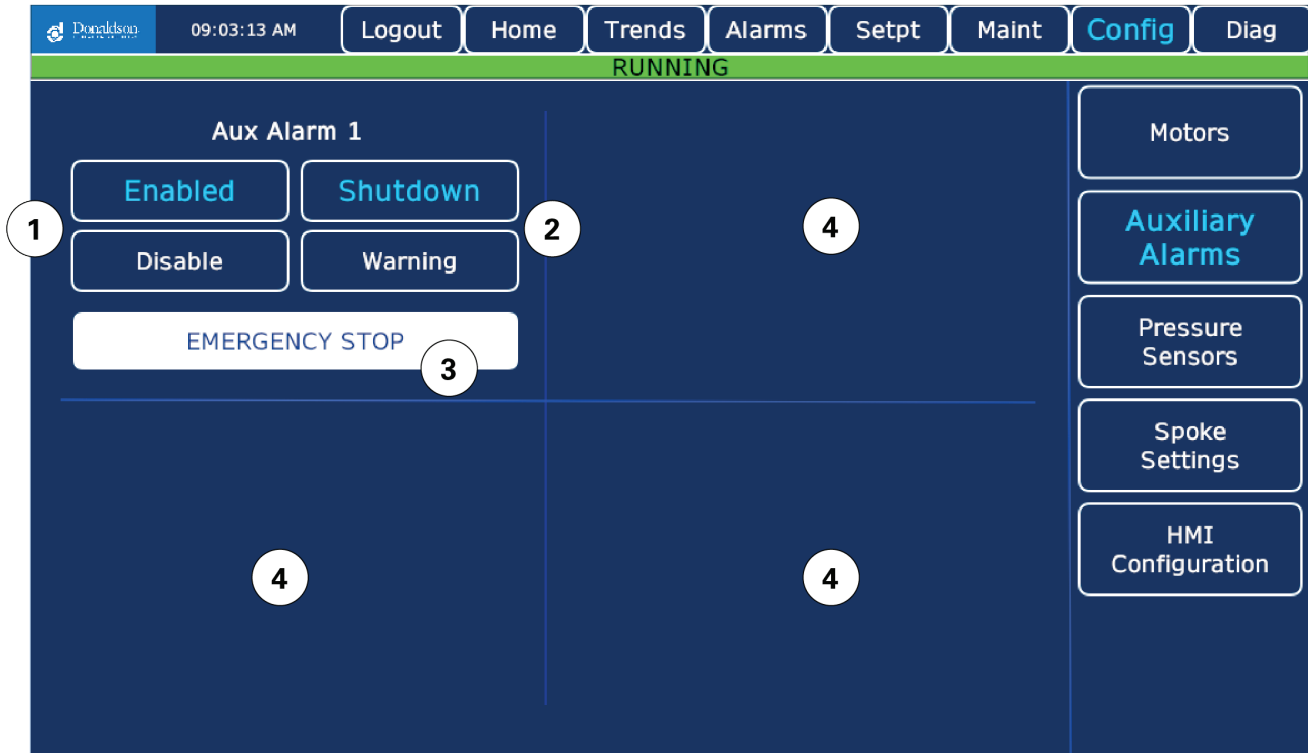 Donaldson
09:03:13 AM
Logout
Home
Trends
Alarms
Setpt
Maint
Config
Diag
RUNNING
Aux Alarm 1
Enabled
Shutdown
Disable
Warning
1
2
EMERGENCY STOP
3
4
4
4
Motors
Auxiliary
Alarms
Pressure
Sensors
Spoke
Settings
HMI
Configuration